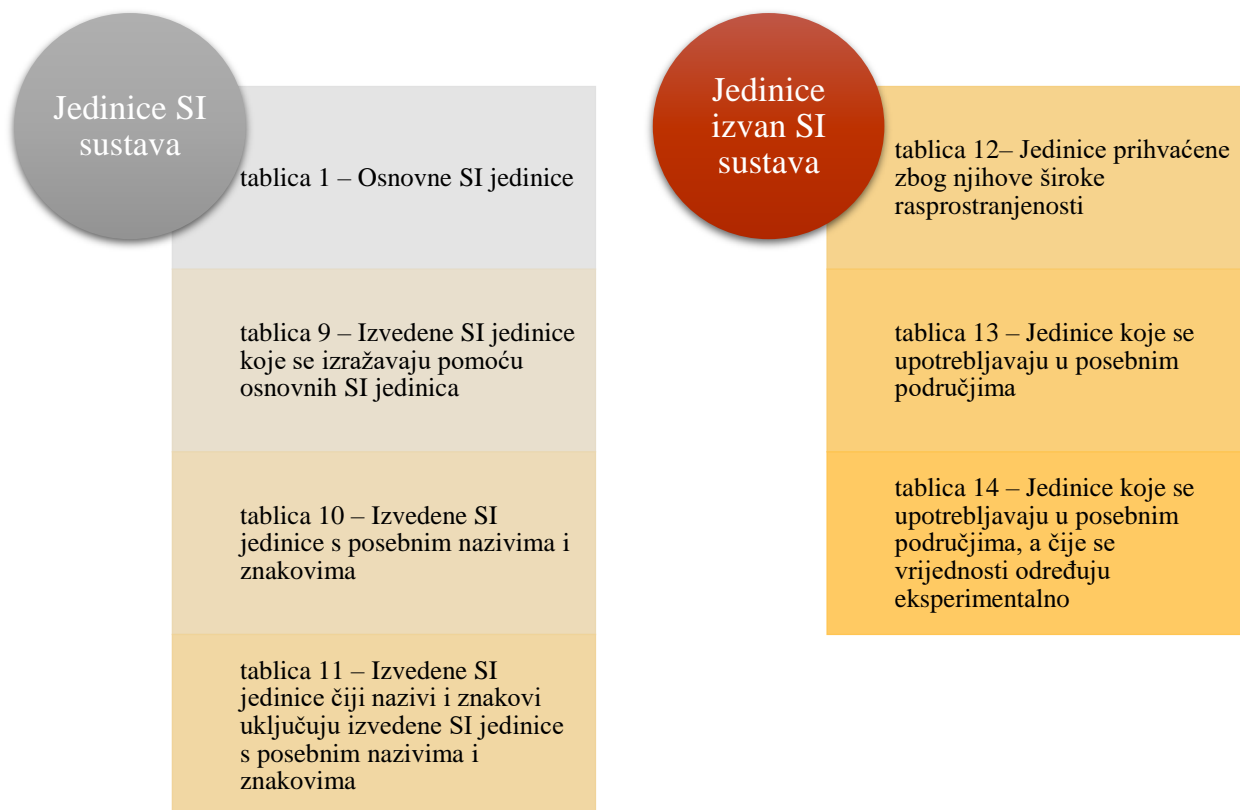 Jedinice SI
sustava
tablica 1 – Osnovne SI jedinice
tablica 9 – Izvedene SI jedinice
koje se izražavaju pomoću
osnovnih SI jedinica
tablica 10 – Izvedene SI
jedinice s posebnim nazivima i
znakovima
tablica 11 – Izvedene SI
jedinice čiji nazivi i znakovi
uključuju izvedene SI jedinice
s posebnim nazivima i
znakovima
Jedinice
izvan SI
sustava
tablica 12– Jedinice prihvaćene
zbog njihove široke
rasprostranjenosti
tablica 13 – Jedinice koje se
upotrebljavaju u posebnim
područjima
tablica 14 – Jedinice koje se
upotrebljavaju u posebnim
područjima, a čije se
vrijednosti određuju
eksperimentalno